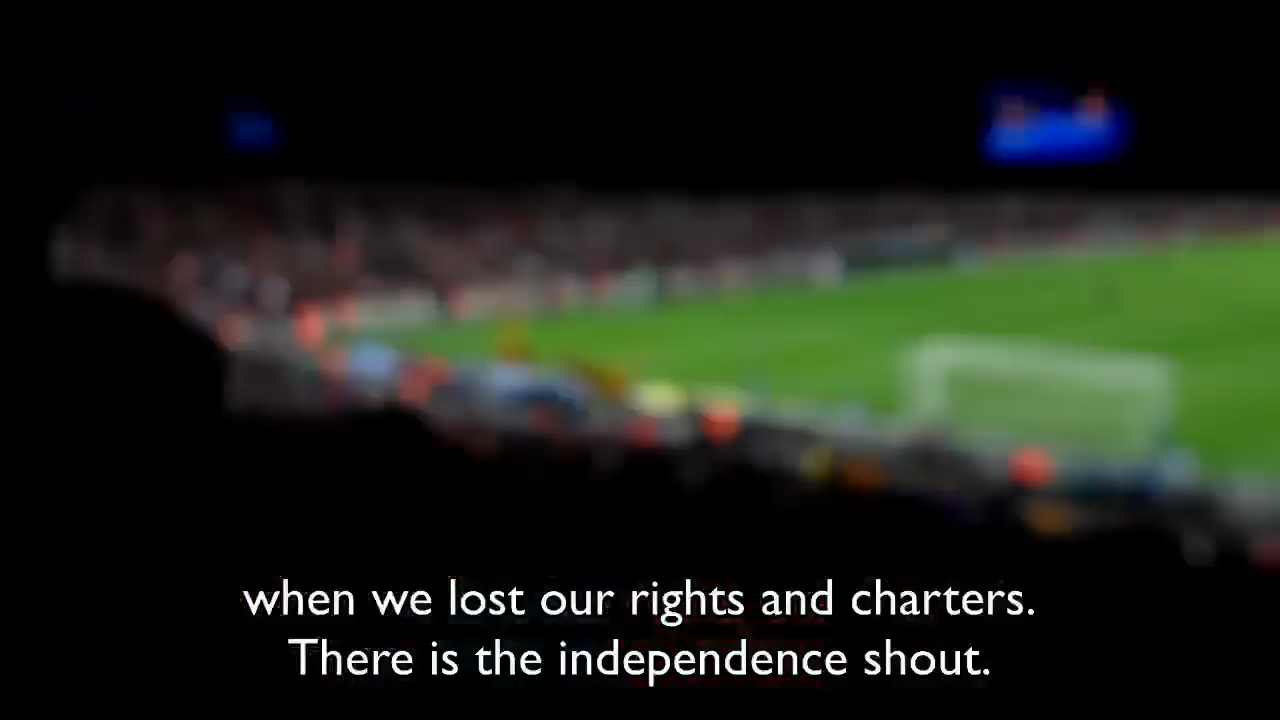 when we lost our rights and charters.
There is the independence shout.